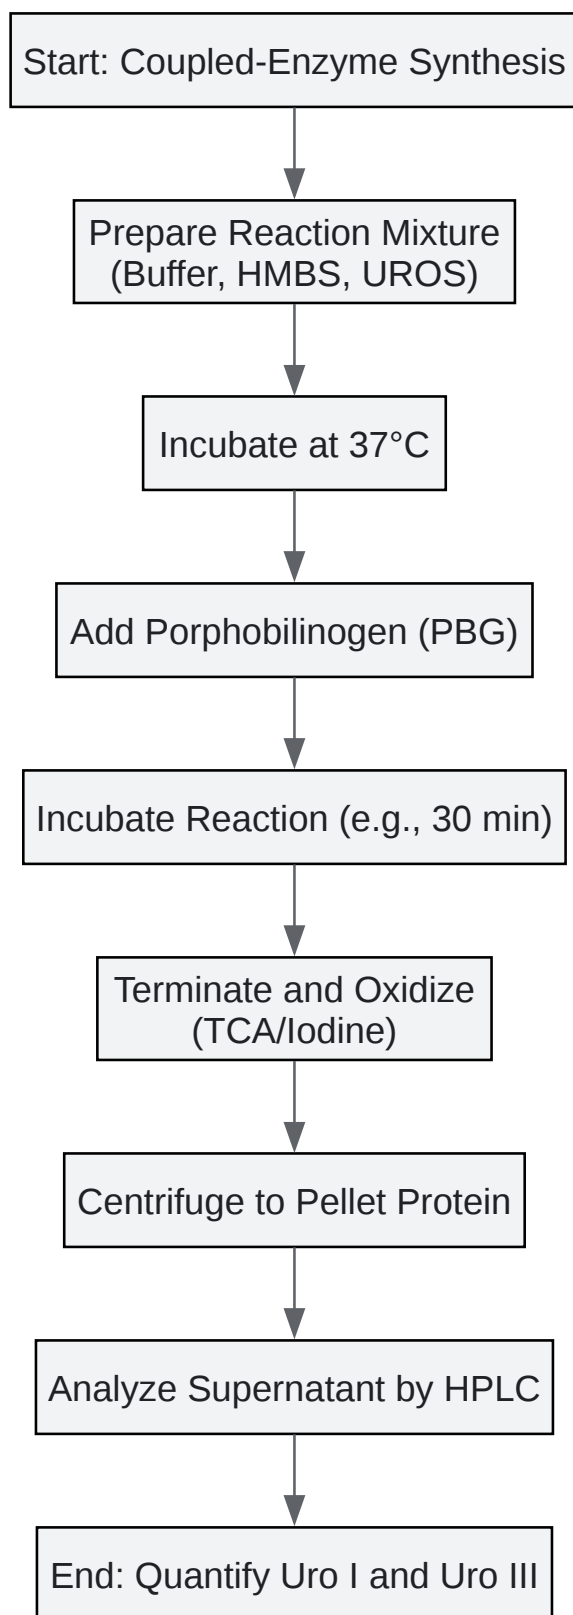 Start: Coupled-Enzyme Synthesis
Prepare Reaction Mixture
(Buffer, HMBS, UROS)
Incubate at 37°C
Add Porphobilinogen (PBG)
Incubate Reaction (e.g., 30 min)
Terminate and Oxidize
(TCA/Iodine)
Centrifuge to Pellet Protein
Analyze Supernatant by HPLC
End: Quantify Uro I and Uro III